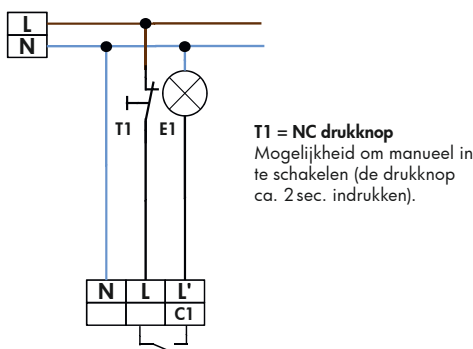 L
N
T1 E1
T1 = NC drukknop
Mogelijkheid om manueel in
te schakelen (de drukknop
ca. 2 sec. indrukken).
N L L'
C1